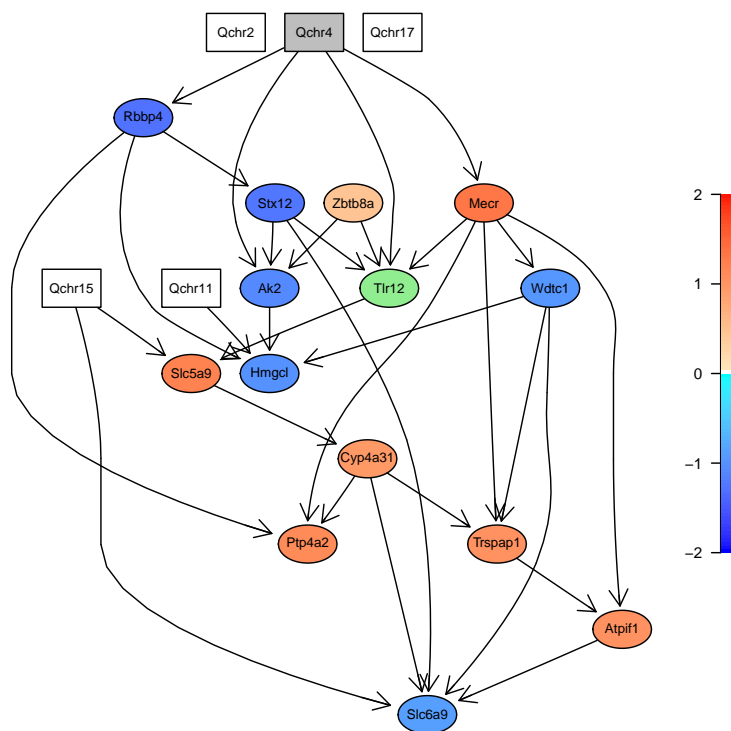 Qchr2 Qchr4 Qchr17
Rbbp4
2
Stx12 Zbtb8a Mecr
1
Qchr15 Qchr11 Ak2 Tlr12 Wdtc1
Slc5a9 Hmgcl 0
Cyp4a31 −1
Ptp4a2 Trspap1 −2
Atpif1
Slc6a9